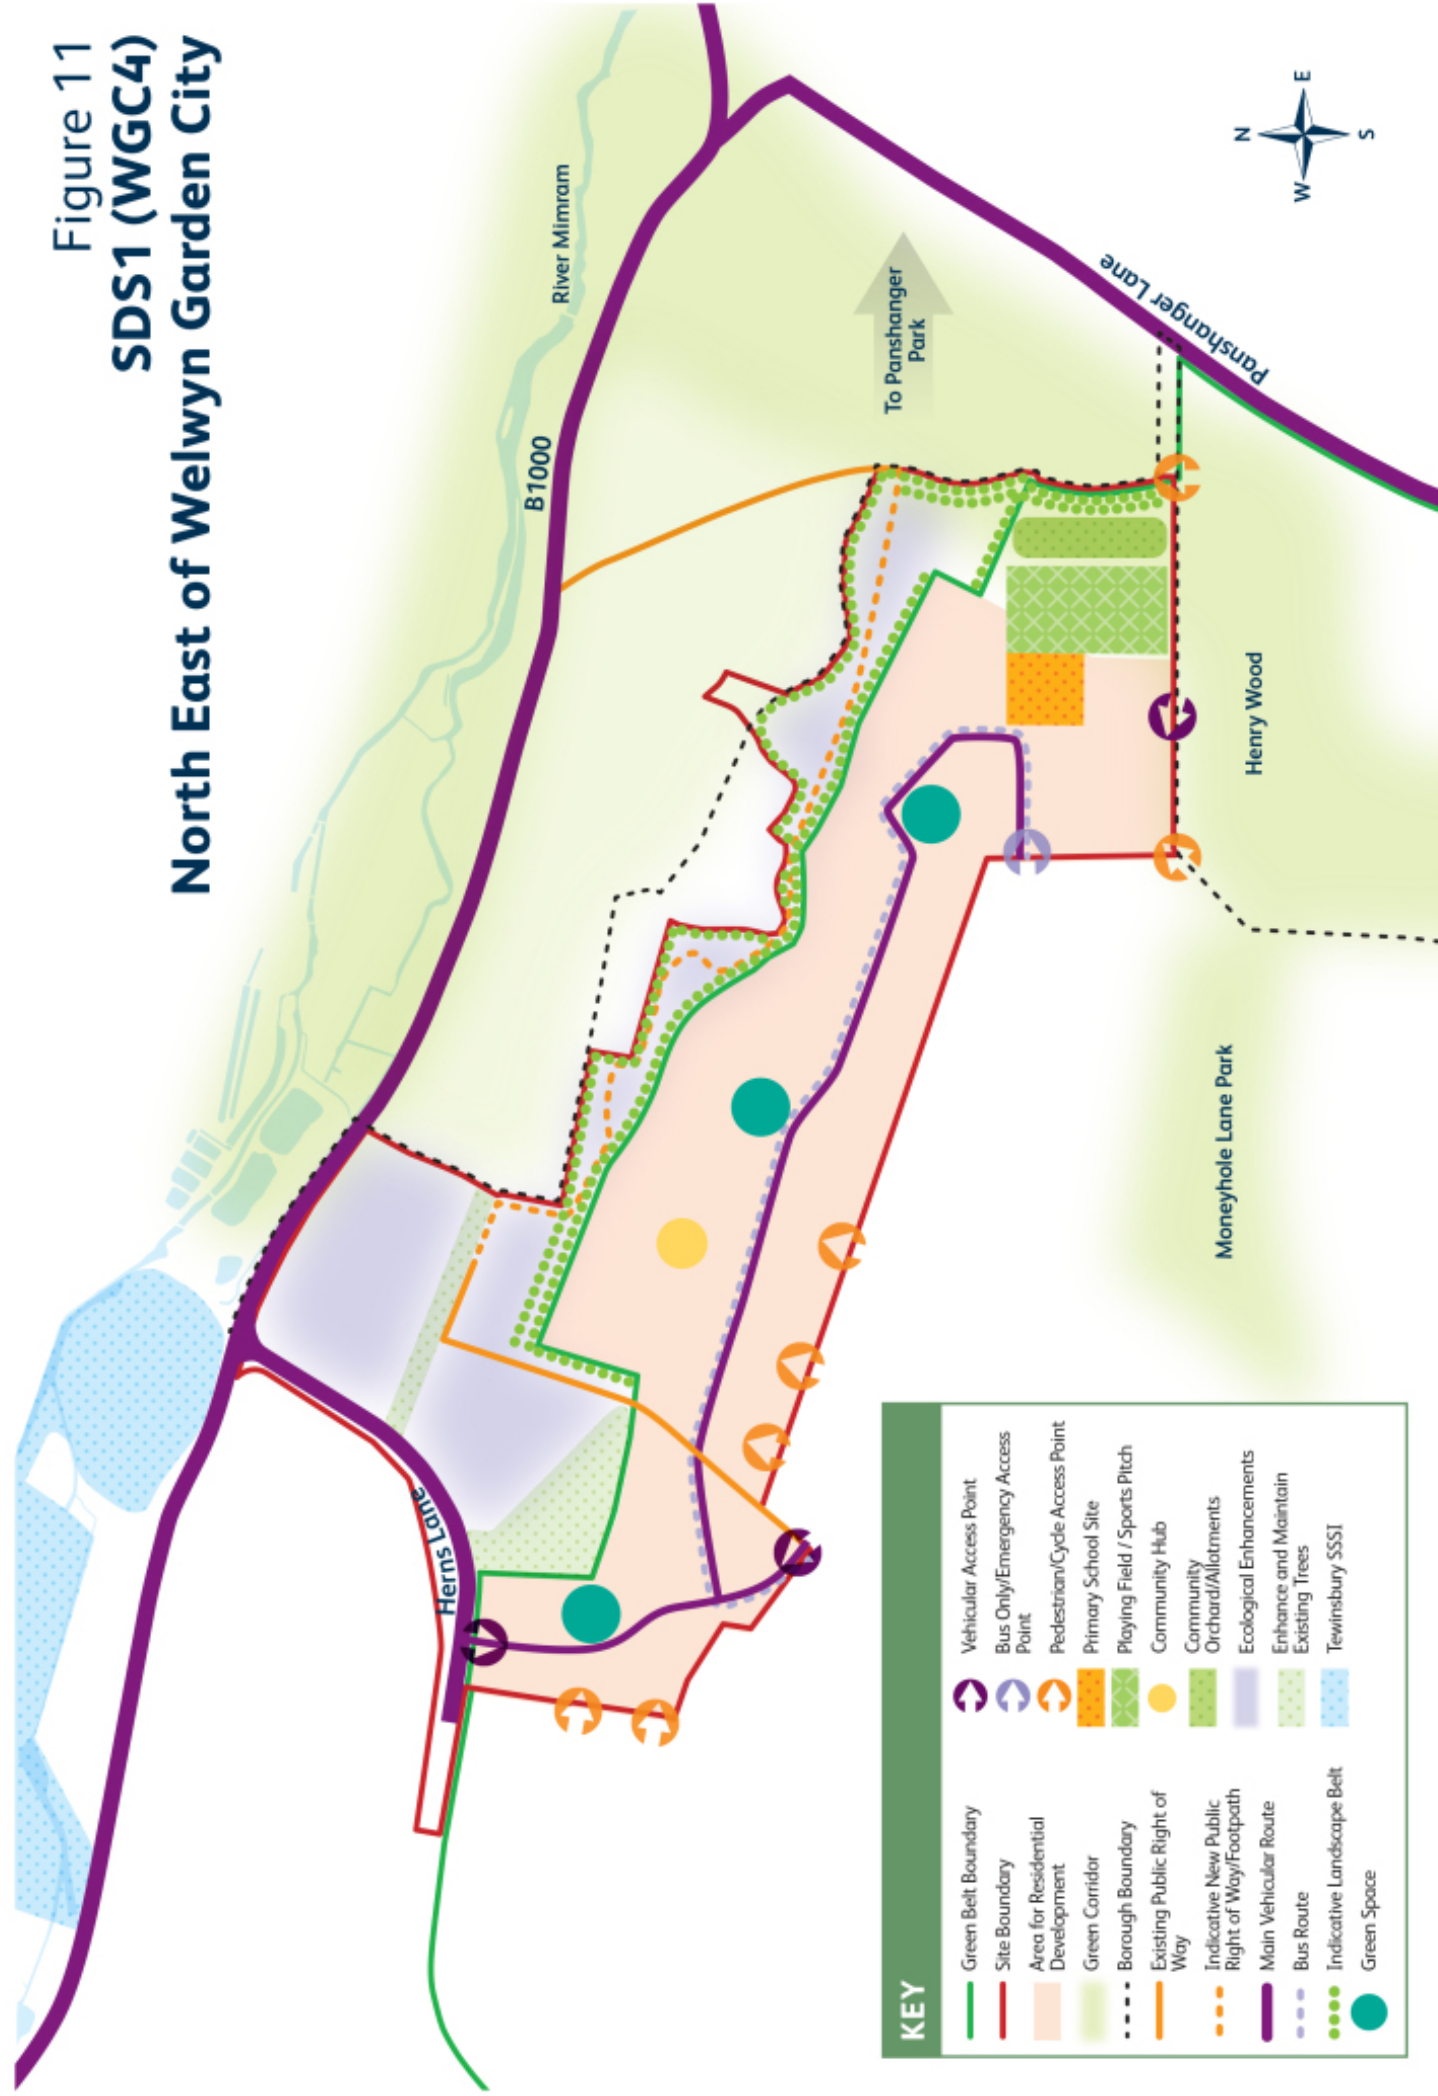 Figure 11
SDS1 (WGC4)
North East of Welwyn Garden City
River Mimram
B1000
Herns Lane
To Panshanger
Park
Panshanger Lane
Henry Wood
Moneyhole Lane Park
N
W
E
S
KEY
Green Belt Boundary
Site Boundary
Area for Residential
Development
Green Corridor
Borough Boundary
Existing Public Right of
Way
Indicative New Public
Right of Way/Footpath
Main Vehicular Route
Bus Route
Indicative Landscape Belt
Green Space
Vehicular Access Point
Bus Only/Emergency Access
Point
Pedestrian/Cycle Access Point
Primary School Site
Playing Field / Sports Pitch
Community Hub
Community
Orchard/Allotments
Ecological Enhancements
Enhance and Maintain
Existing Trees
Tewinsbury SSSI